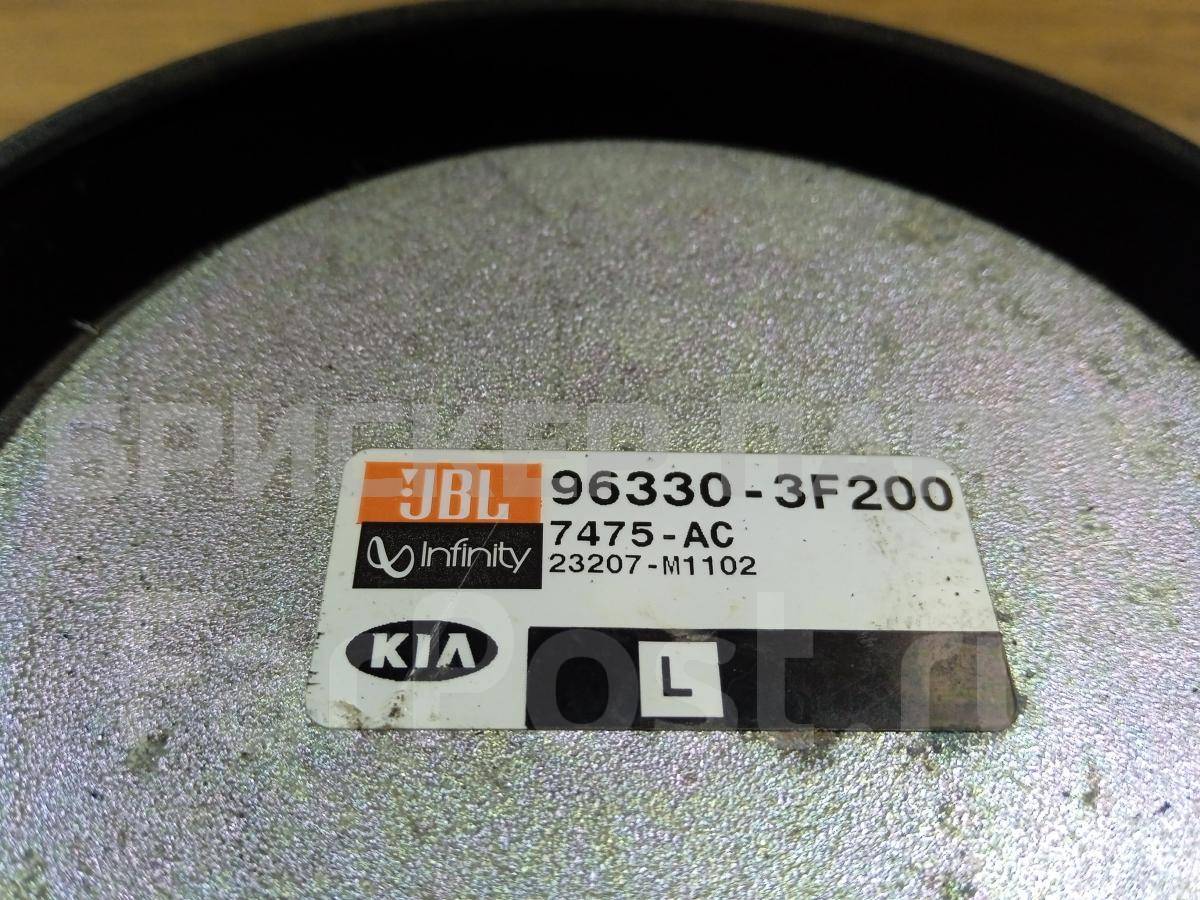 JBL 96330-3F200
Infinity 7475-AC
23207-M1102
KIA
L